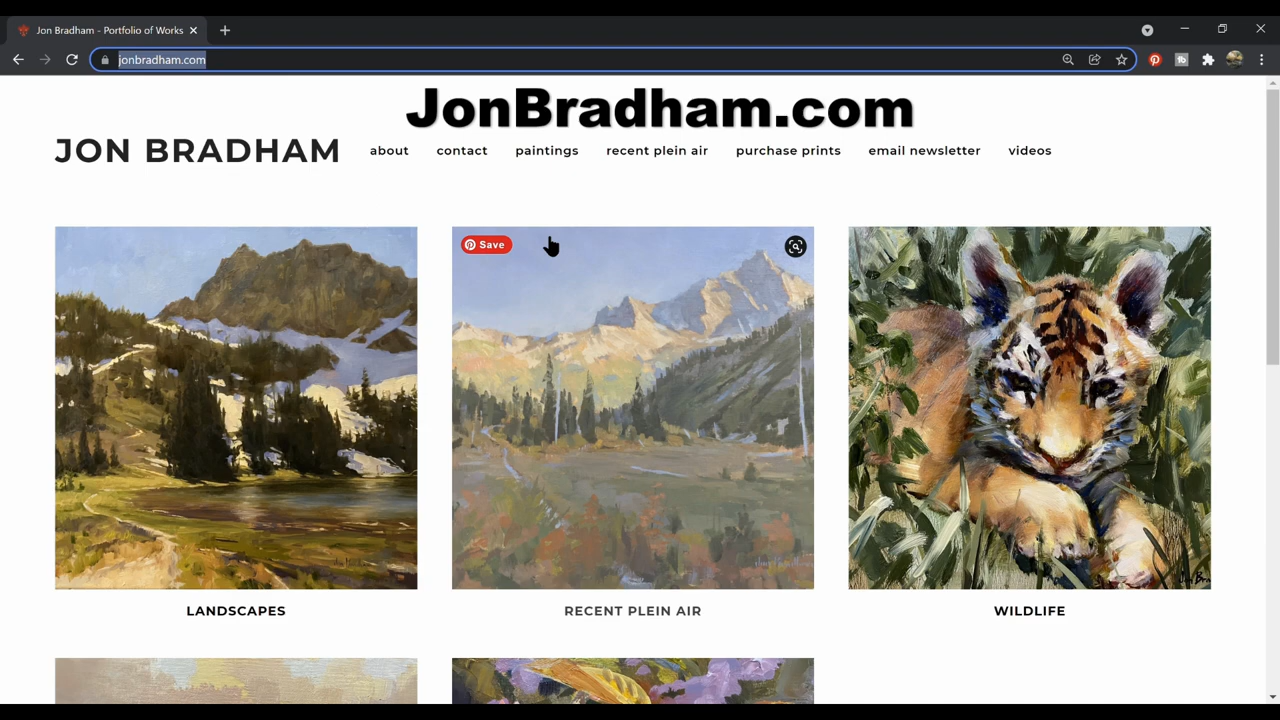 Jon Bradham - Portfolio of Works
jonbradham.com
JonBradham.com
JON BRADHAM
about contact paintings recent plein air purchase prints email newsletter videos
Save
LANDSCAPES
RECENT PLEIN AIR
WILDLIFE